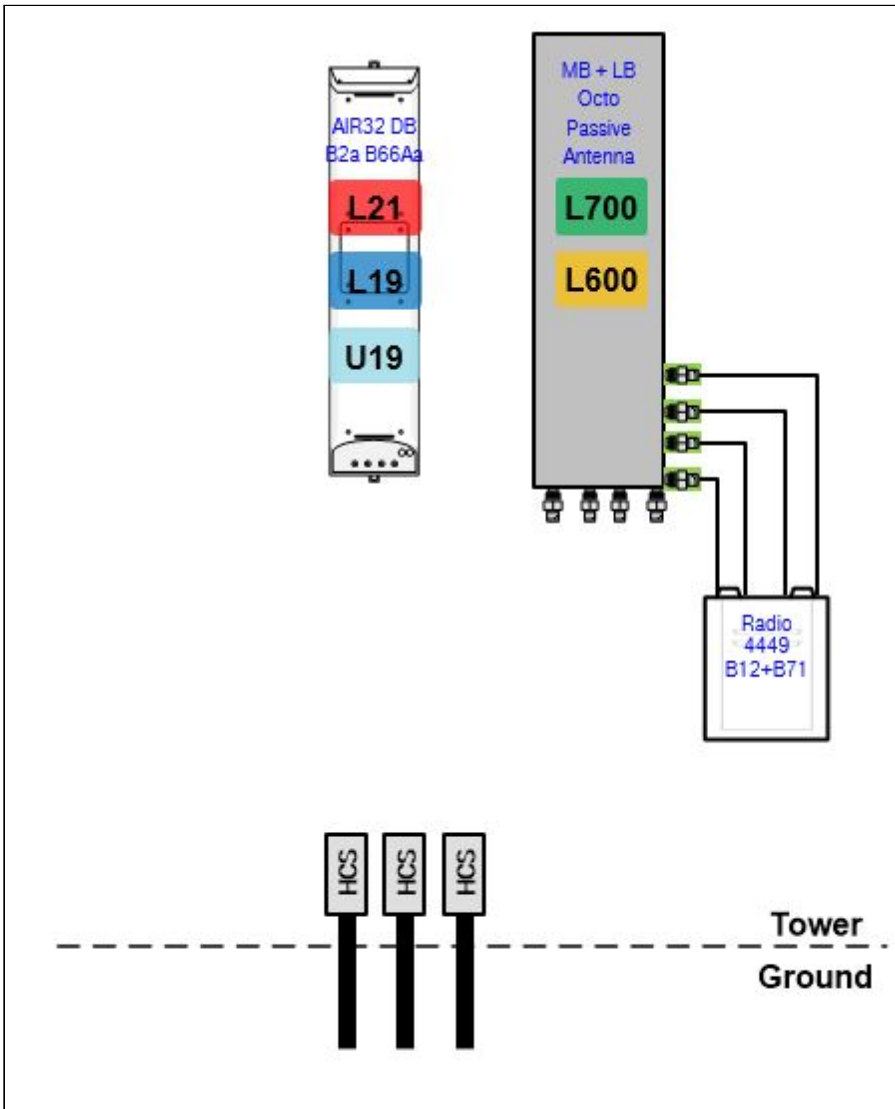 AIR32 DB
B2a B66Aa
L21
L19
U19
MB + LB
Octo
Passive
Antenna
L700
L600
Radio
4449
B12+B71
HCS
HCS
HCS
Tower
Ground